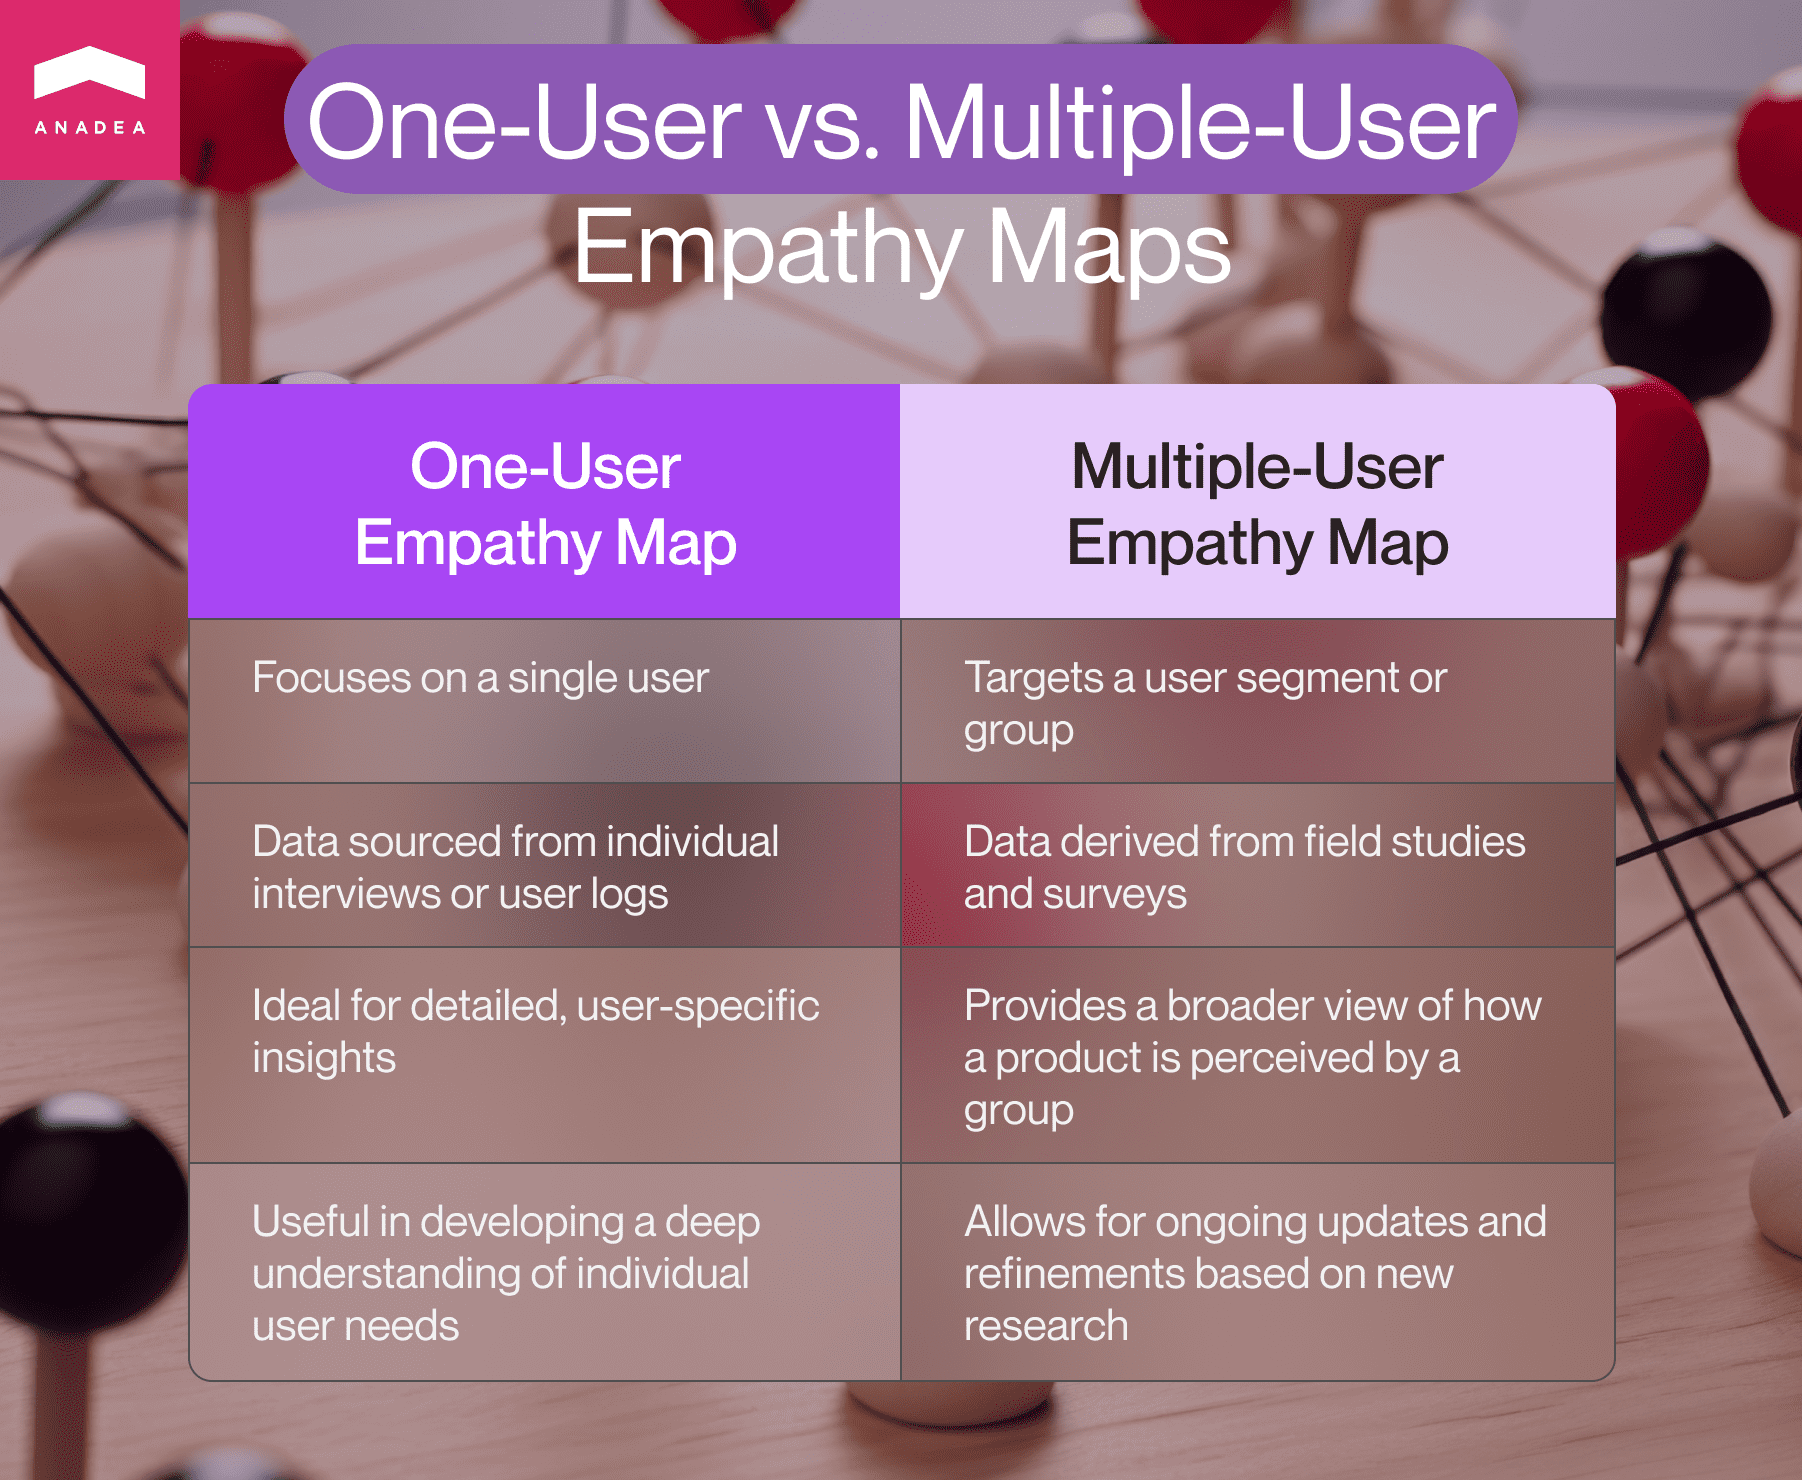 ANADEA
One-User vs. Multiple-User
Empathy Maps
One-User
Empathy Map
Multiple-User
Empathy Map
Focuses on a single user
Targets a user segment or
group
Data sourced from individual
interviews or user logs
Data derived from field studies
and surveys
Ideal for detailed, user-specific
insights
Provides a broader view of how
a product is perceived by a
group
Useful in developing a deep
understanding of individual
user needs
Allows for ongoing updates and
refinements based on new
research